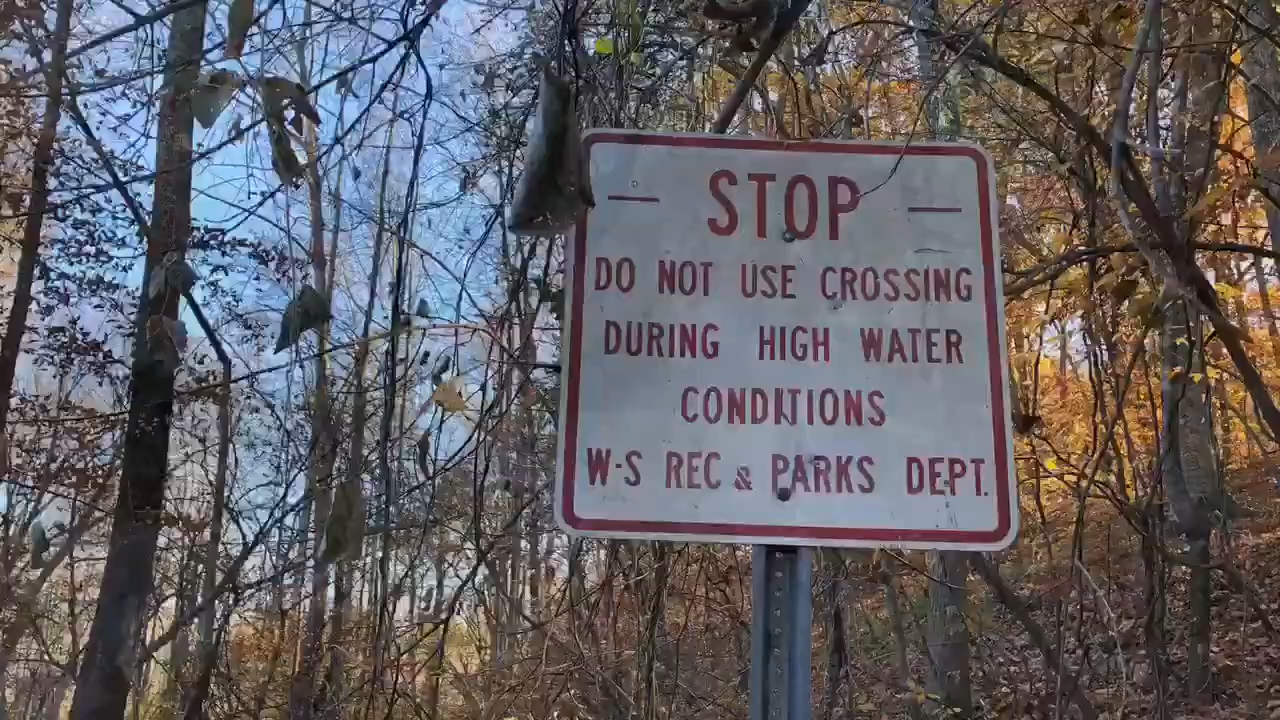 — STOP —
DO NOT USE CROSSING
DURING HIGH WATER
CONDITIONS
W-S REC & PARKS DEPT.